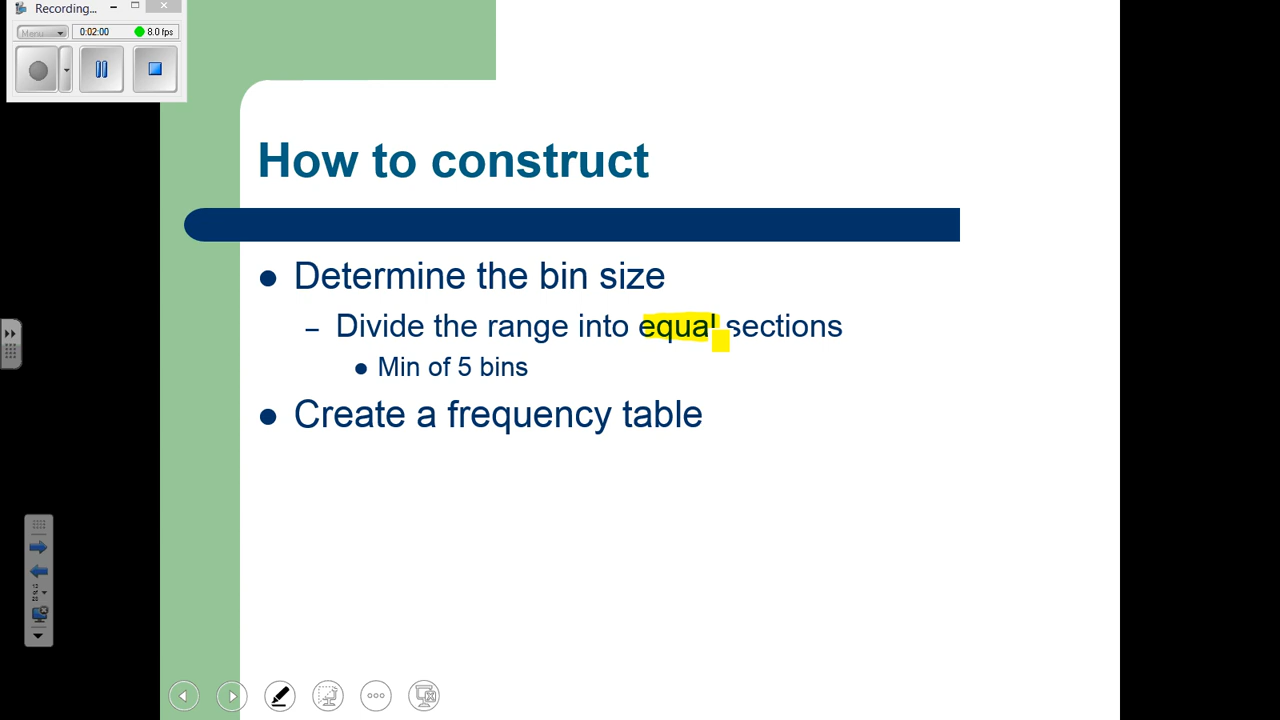 Recording...
Menu
0:02:00
8.0 fps
How to construct
Determine the bin size
– Divide the range into equal sections
Min of 5 bins
Create a frequency table